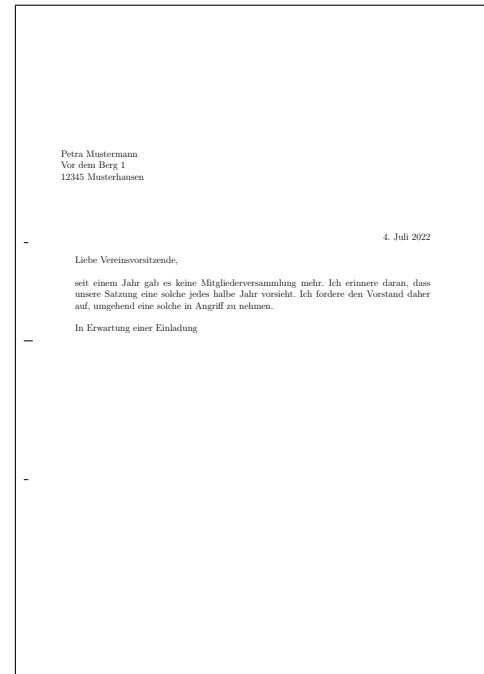 Petra Mustermann
Vor dem Berg 1
12345 Musterhausen
4. Juli 2022
Liebe Vereinsvorsitzende,
seit einem Jahr gab es keine Mitgliederversammlung mehr. Ich erinnere daran, dass
unsere Satzung eine solche jedes halbe Jahr vorsieht. Ich fordere den Vorstand daher
auf, umgehend eine solche in Angriff zu nehmen.
In Erwartung einer Einladung